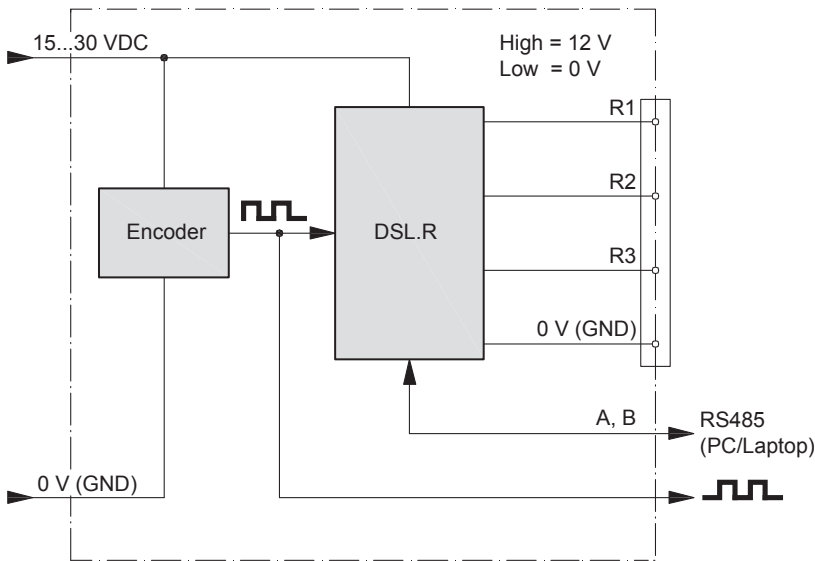 15...30 VDC
High = 12 V
Low = 0 V
R1
R2
Encoder
DSL.R
R3
0 V (GND)
A, B
RS485
(PC/Laptop)
0 V (GND)